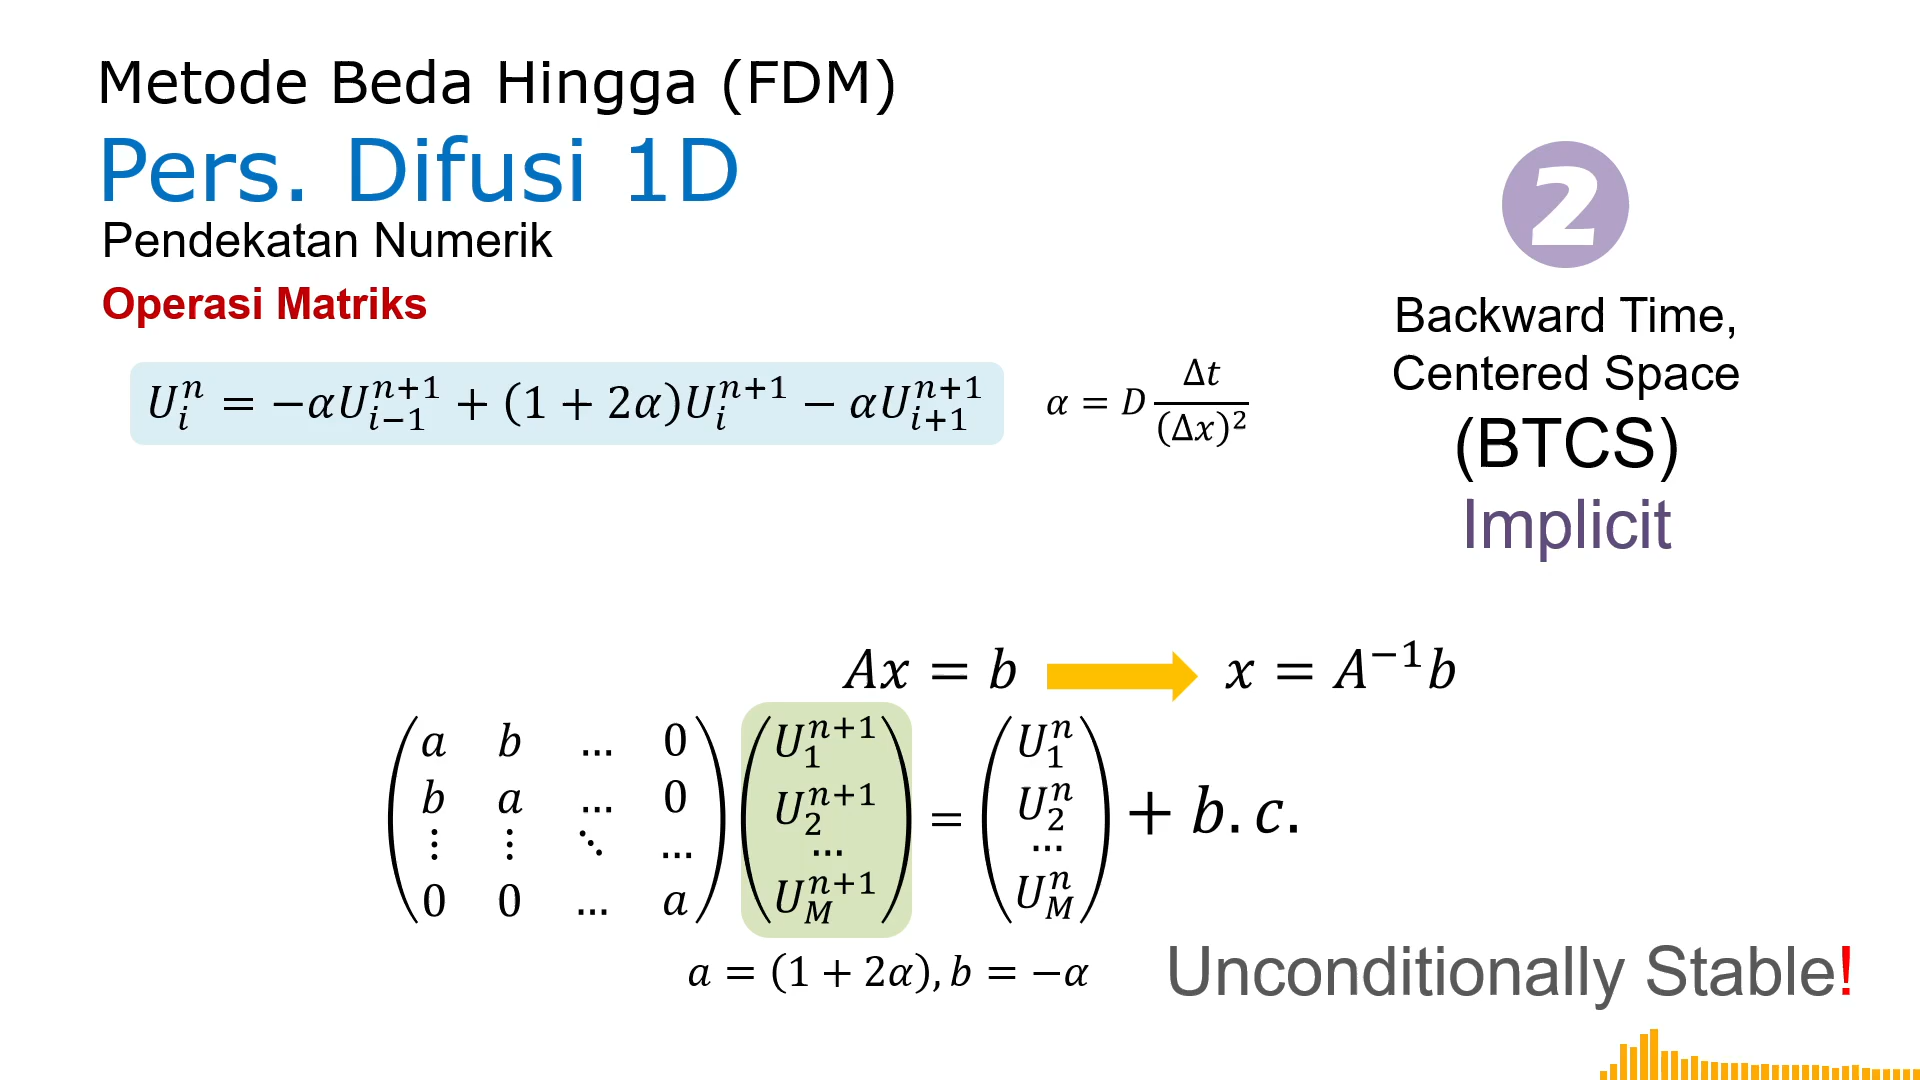 Metode Beda Hingga (FDM)
Pers. Difusi 1D
Pendekatan Numerik
Operasi Matriks
2
Backward Time,
Centered Space
(BTCS)
Implicit
U_i^n = −αU_{i−1}^{n+1} + (1 + 2α)U_i^{n+1} − αU_{i+1}^{n+1}
α = D Δt/(Δx)²
Ax = b x = A⁻¹b
a b … 0 U_1^{n+1} U_1^n
b a … 0 U_2^{n+1} = U_2^n + b.c.
⋮ ⋮ ⋱ … … …
0 0 … a U_M^{n+1} U_M^n
a = (1 + 2α), b = −α
Unconditionally Stable!